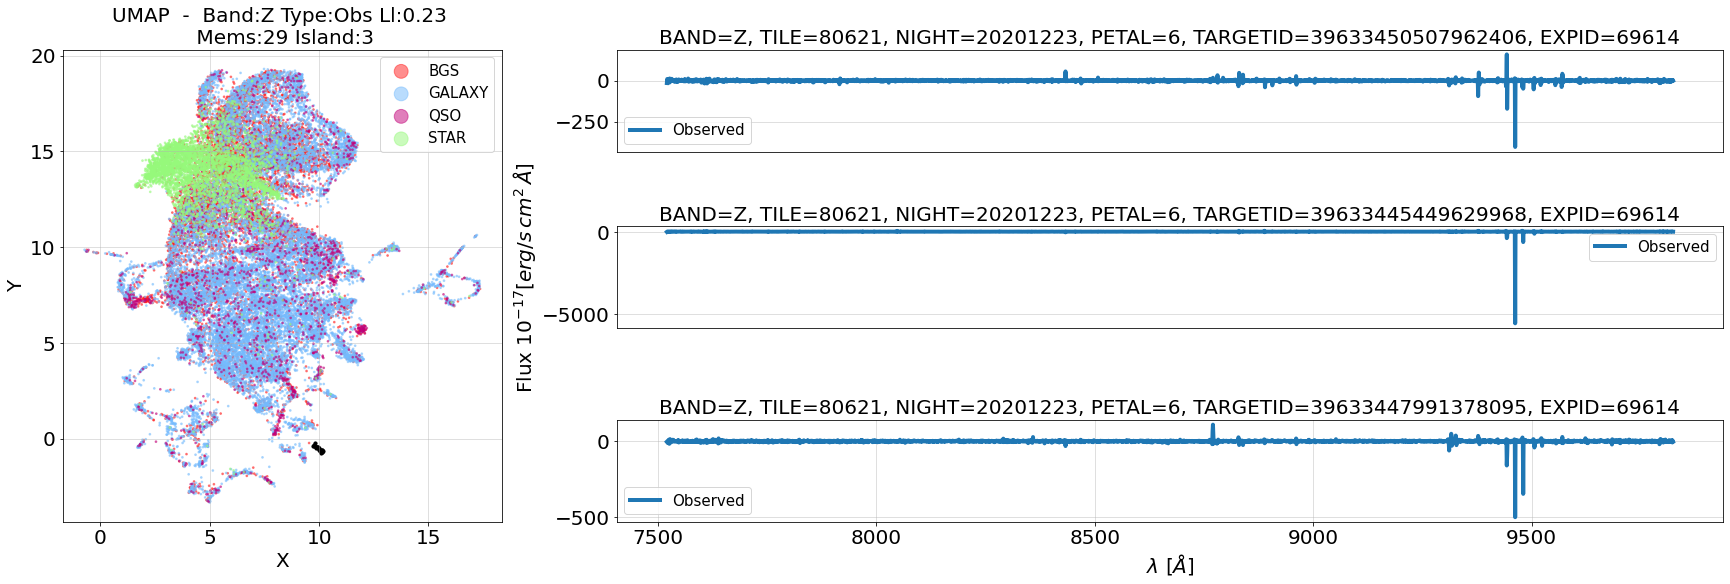 UMAP  -  Band:Z Type:Obs Ll:0.23
Mems:29 Island:3
20
15
10
5
0
Y
0
5
10
15
X
BGS
GALAXY
QSO
STAR
Flux 10⁻¹⁷[erg/s cm² Å]
BAND=Z, TILE=80621, NIGHT=20201223, PETAL=6, TARGETID=39633450507962406, EXPID=69614
0
−250
Observed
BAND=Z, TILE=80621, NIGHT=20201223, PETAL=6, TARGETID=39633445449629968, EXPID=69614
0
−5000
Observed
BAND=Z, TILE=80621, NIGHT=20201223, PETAL=6, TARGETID=39633447991378095, EXPID=69614
0
−500
Observed
7500
8000
8500
9000
9500
λ [Å]